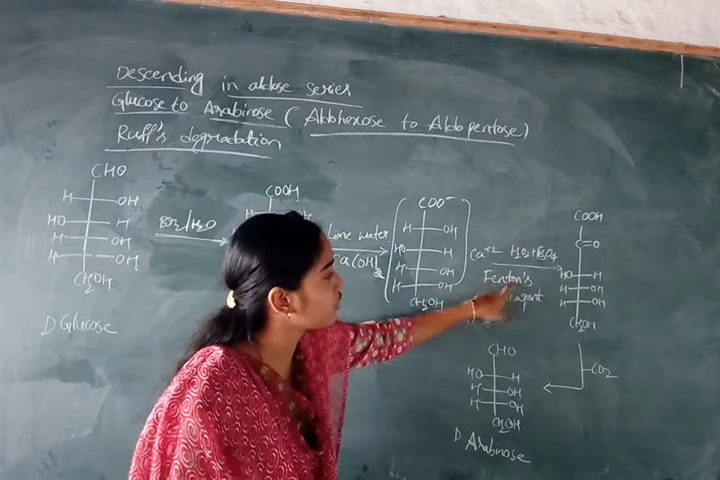 Descending in aldose series
Glucose to Arabinose (Aldohexose to Aldopentose)
Ruff's degradation
CHO
H OH
HO H
H OH
H OH
CH2OH
D Glucose
Br2/H2O
COOH
H
Lime water
Ca(OH)2
COO-
H OH
HO H
H OH
H OH
CH2OH
Ca+2
H2O2+FeSO4
Fenton's
reagent
COOH
C=O
HO H
H OH
H OH
CH2OH
-CO2
CHO
HO H
H OH
H OH
CH2OH
D Arabinose